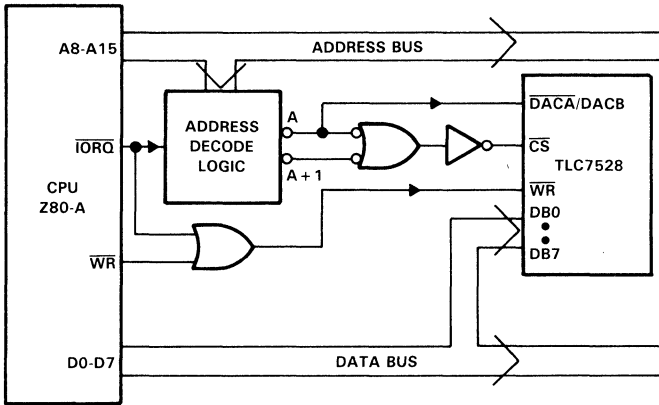 A8-A15
ADDRESS BUS
ADDRESS
DECODE
LOGIC
A
A + 1
IORQ
CPU
Z80-A
WR
D0-D7
DATA BUS
DACA/DACB
CS
TLC7528
WR
DB0
DB7